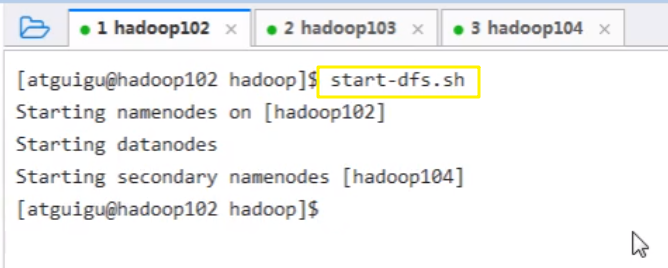 1 hadoop102 × 2 hadoop103 × 3 hadoop104 ×
[atguigu@hadoop102 hadoop]$ start-dfs.sh
Starting namenodes on [hadoop102]
Starting datanodes
Starting secondary namenodes [hadoop104]
[atguigu@hadoop102 hadoop]$